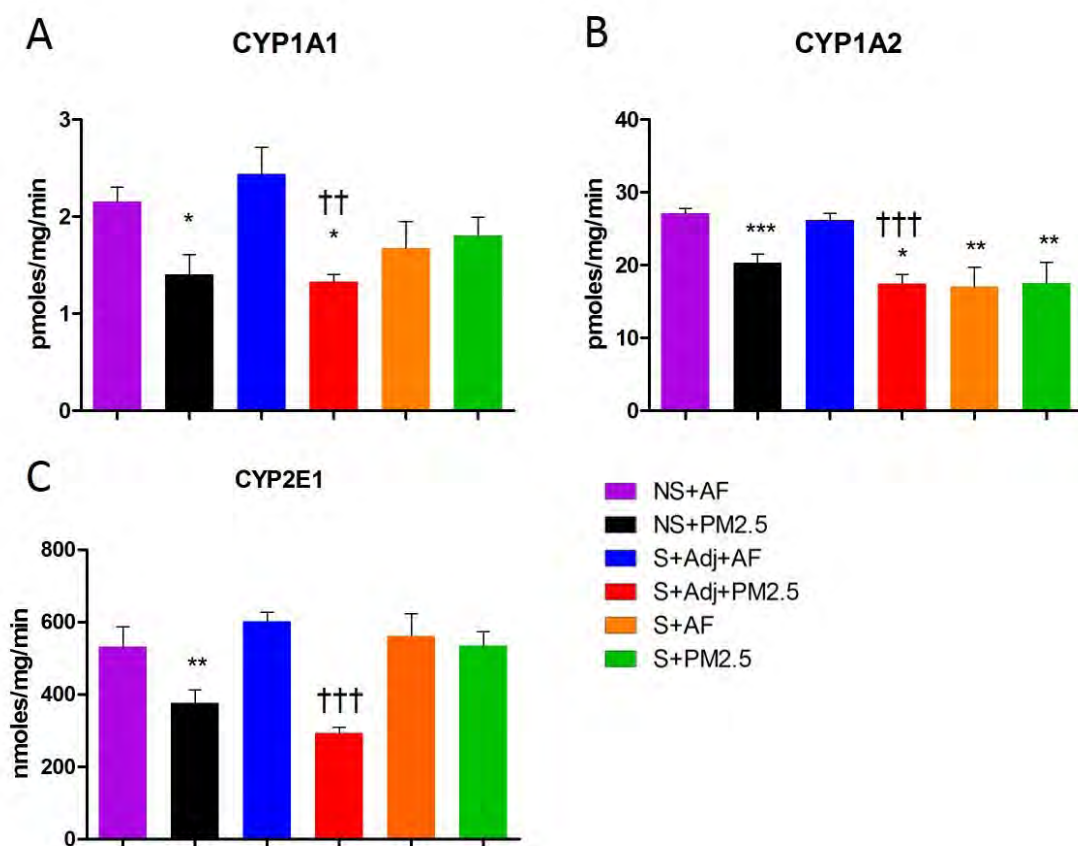 A
CYP1A1
pmoles/mg/min
3
2
1
0
*
††
*
B
CYP1A2
pmoles/mg/min
40
30
20
10
0
***
†††
*
**
**
C
CYP2E1
nmoles/mg/min
800
600
400
200
0
**
†††
NS+AF
NS+PM2.5
S+Adj+AF
S+Adj+PM2.5
S+AF
S+PM2.5